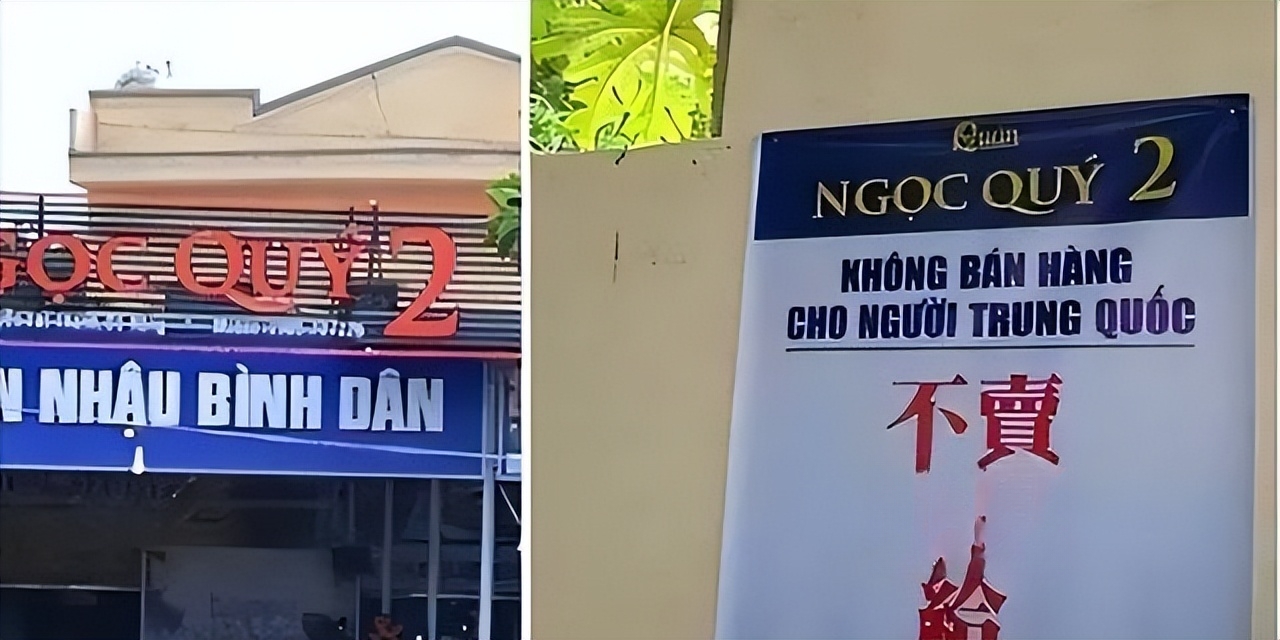 GỌC QUÝ 2
N NHẬU BÌNH DÂN
Quán
NGỌC QUÝ 2
KHÔNG BÁN HÀNG
CHO NGƯỜI TRUNG QUỐC
不賣
給